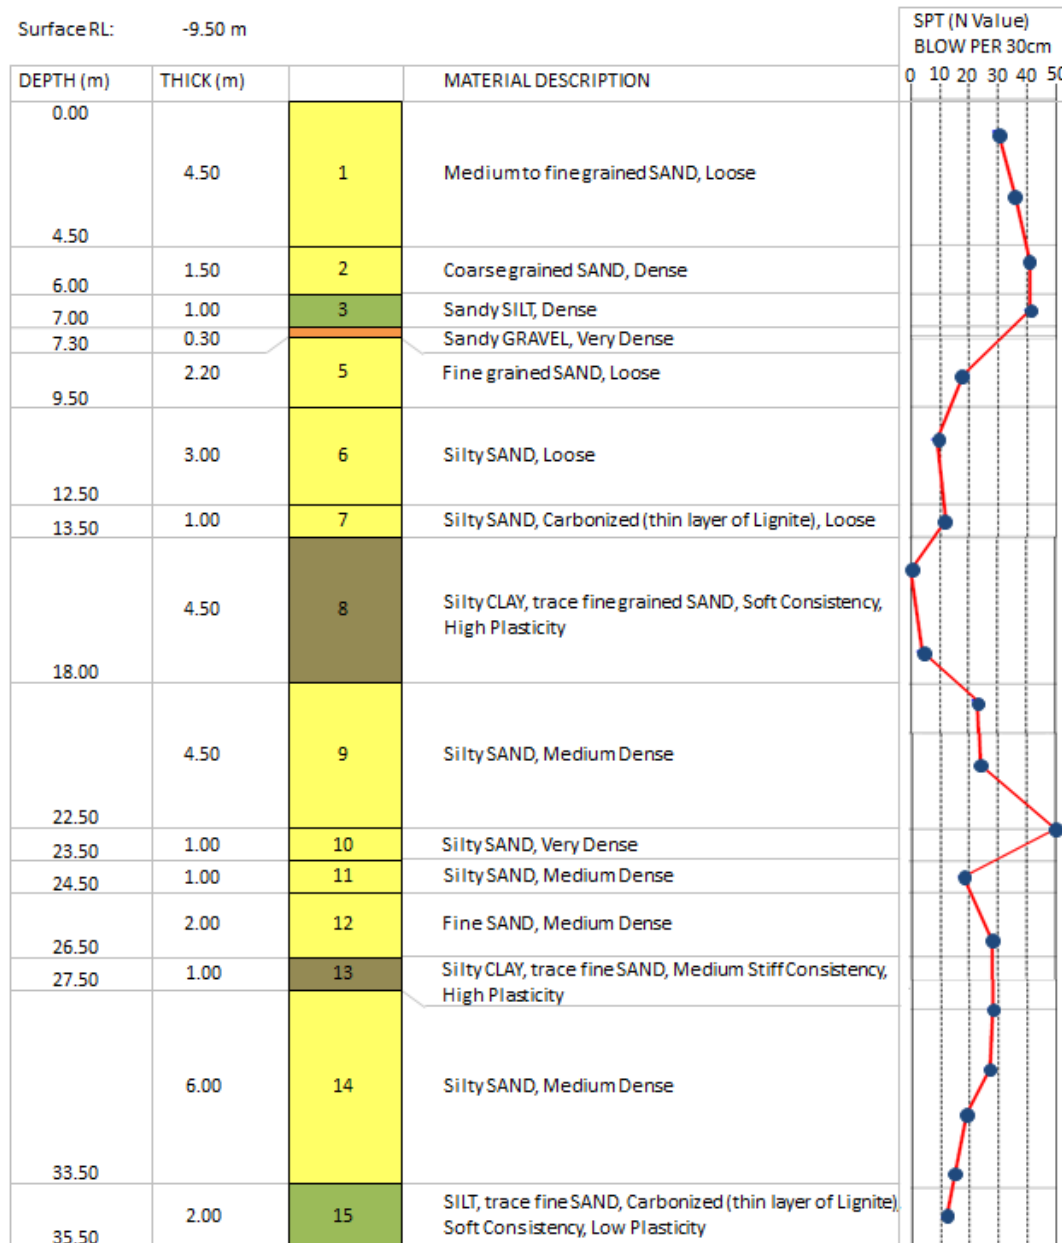 Surface RL: -9.50 m
SPT (N Value)
BLOW PER 30cm
DEPTH (m) THICK (m) MATERIAL DESCRIPTION
0 10 20 30 40 50
0.00
4.50 1 Medium to fine grained SAND, Loose
4.50
1.50 2 Coarse grained SAND, Dense
6.00
1.00 3 Sandy SILT, Dense
7.00
0.30 Sandy GRAVEL, Very Dense
7.30
2.20 5 Fine grained SAND, Loose
9.50
3.00 6 Silty SAND, Loose
12.50
1.00 7 Silty SAND, Carbonized (thin layer of Lignite), Loose
13.50
4.50 8 Silty CLAY, trace fine grained SAND, Soft Consistency,
High Plasticity
18.00
4.50 9 Silty SAND, Medium Dense
22.50
1.00 10 Silty SAND, Very Dense
23.50
1.00 11 Silty SAND, Medium Dense
24.50
2.00 12 Fine SAND, Medium Dense
26.50
1.00 13 Silty CLAY, trace fine SAND, Medium Stiff Consistency,
27.50
High Plasticity
6.00 14 Silty SAND, Medium Dense
33.50
SILT, trace fine SAND, Carbonized (thin layer of Lignite),
2.00 15 Soft Consistency, Low Plasticity
35.50